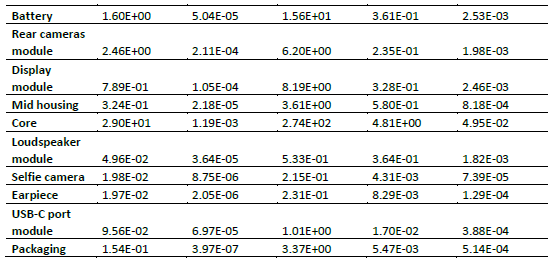 Battery 1.60E+00 5.04E-05 1.56E+01 3.61E-01 2.53E-03
Rear cameras
module 2.46E+00 2.11E-04 6.20E+00 2.35E-01 1.98E-03
Display
module 7.89E-01 1.05E-04 8.19E+00 3.28E-01 2.46E-03
Mid housing 3.24E-01 2.18E-05 3.61E+00 5.80E-01 8.18E-04
Core 2.90E+01 1.19E-03 2.74E+02 4.81E+00 4.95E-02
Loudspeaker
module 4.96E-02 3.64E-05 5.33E-01 3.64E-01 1.82E-03
Selfie camera 1.98E-02 8.75E-06 2.15E-01 4.31E-03 7.39E-05
Earpiece 1.97E-02 2.05E-06 2.31E-01 8.29E-03 1.29E-04
USB-C port
module 9.56E-02 6.97E-05 1.01E+00 1.70E-02 3.88E-04
Packaging 1.54E-01 3.97E-07 3.37E+00 5.47E-03 5.14E-04